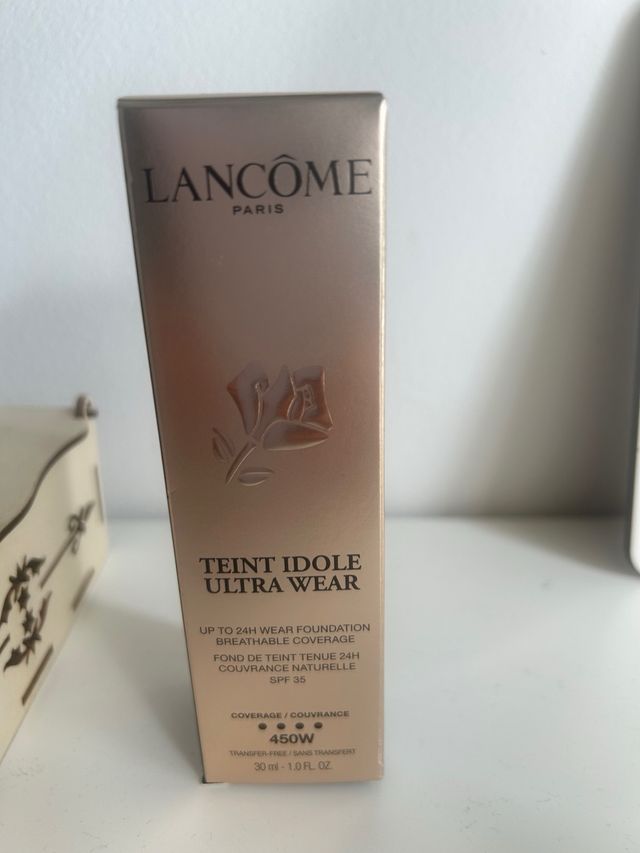 LANCÔME
PARIS
TEINT IDOLE
ULTRA WEAR
UP TO 24H WEAR FOUNDATION
BREATHABLE COVERAGE
FOND DE TEINT TENUE 24H
COUVRANCE NATURELLE
SPF 35
COVERAGE / COUVRANCE
450W
TRANSFER-FREE / SANS TRANSFERT
30 ml - 1.0 FL. OZ.